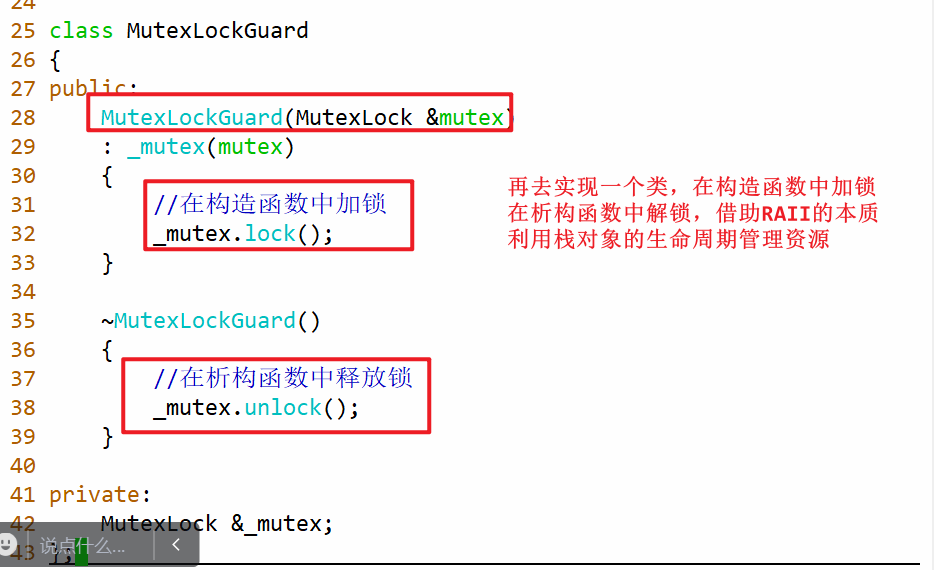 24
25 class MutexLockGuard
26 {
27 public:
28 MutexLockGuard(MutexLock &mutex)
29 : _mutex(mutex)
30 {
31 //在构造函数中加锁
32 _mutex.lock();
33 }
34
35 ~MutexLockGuard()
36 {
37 //在析构函数中释放锁
38 _mutex.unlock();
39 }
40
41 private:
42 MutexLock &_mutex;
43 };
再去实现一个类，在构造函数中加锁
在析构函数中解锁，借助RAII的本质
利用栈对象的生命周期管理资源
说点什么...